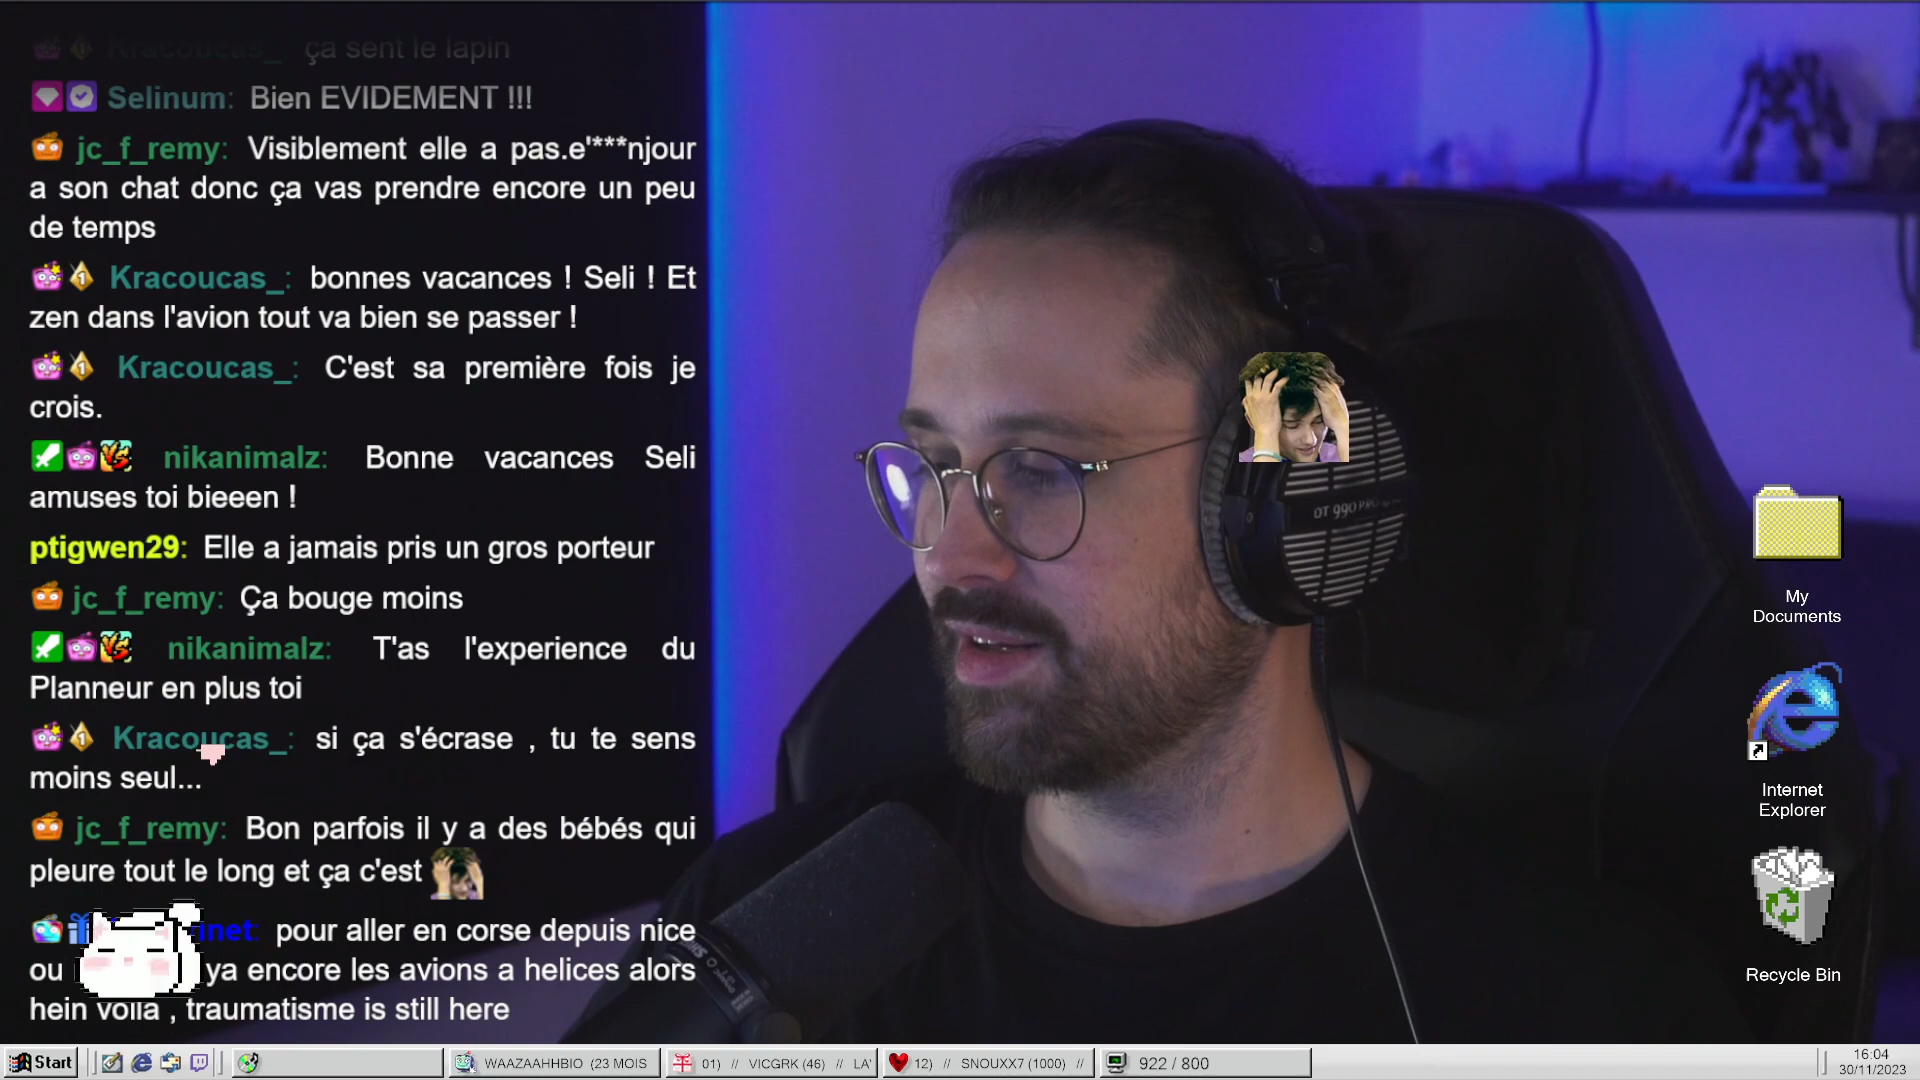 Kracoucas_ ça sent le lapin
Selinum: Bien EVIDEMENT !!!
jc_f_remy: Visiblement elle a pas.e'***njour
a son chat donc ça vas prendre encore un peu
de temps
Kracoucas_: bonnes vacances ! Seli ! Et
zen dans l'avion tout va bien se passer !
Kracoucas_: C'est sa première fois je
crois.
nikanimalz: Bonne vacances Seli
amuses toi bieeen !
ptigwen29: Elle a jamais pris un gros porteur
jc_f_remy: Ça bouge moins
nikanimalz: T'as l'experience du
Planneur en plus toi
Kracoucas_: si ça s'écrase , tu te sens
moins seul...
jc_f_remy: Bon parfois il y a des bébés qui
pleure tout le long et ça c'est
pour aller en corse depuis nice
ou ya encore les avions a helices alors
hein voila , traumatisme is still here
DT 990 PRO
My
Documents
Internet
Explorer
Recycle Bin
Start
WAAZAAHHBIO (23 MOIS
01) // VICGRK (46) // LA
12) // SNOUXX7 (1000) //
922 / 800
16:04
30/11/2023